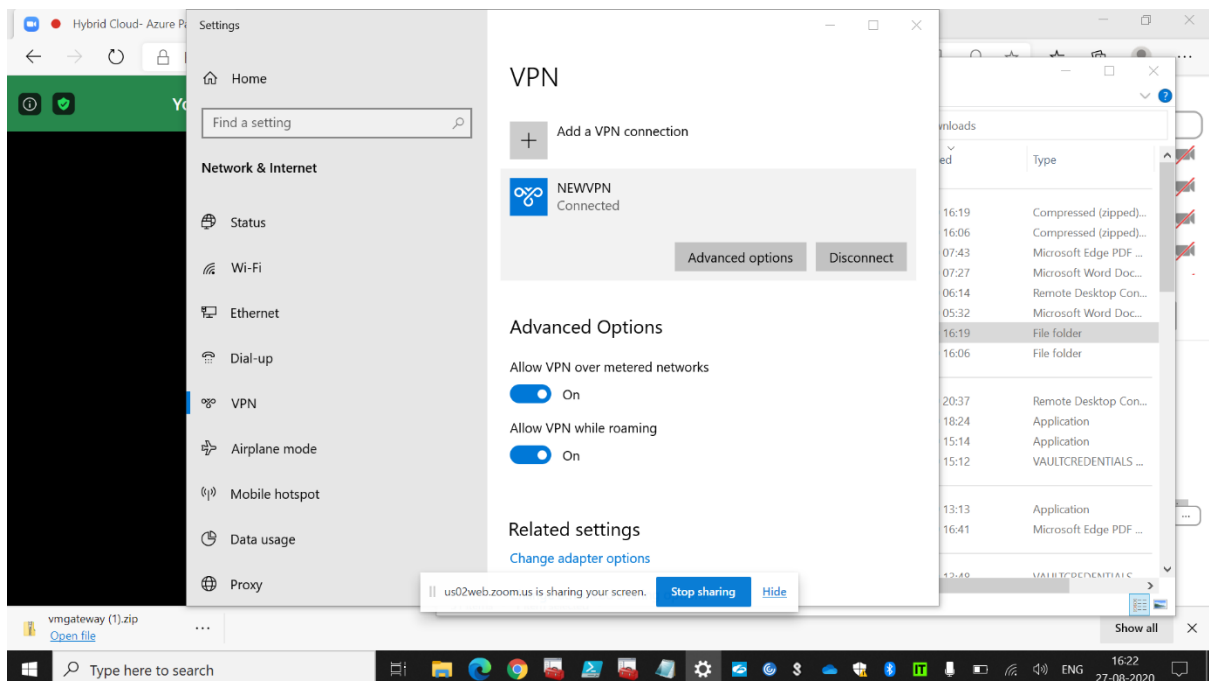 Hybrid Cloud- Azure Pa
Settings
Home
Find a setting
Network & Internet
Status
Wi-Fi
Ethernet
Dial-up
VPN
Airplane mode
Mobile hotspot
Data usage
Proxy
VPN
Add a VPN connection
NEWVPN
Connected
Advanced options
Disconnect
Advanced Options
Allow VPN over metered networks
On
Allow VPN while roaming
On
Related settings
Change adapter options
us02web.zoom.us is sharing your screen. Stop sharing Hide
Yo
wnloads
ed Type
16:19 Compressed (zipped)...
16:06 Compressed (zipped)...
07:43 Microsoft Edge PDF ...
07:27 Microsoft Word Doc...
06:14 Remote Desktop Con...
05:32 Microsoft Word Doc...
16:19 File folder
16:06 File folder
20:37 Remote Desktop Con...
18:24 Application
15:14 Application
15:12 VAULTCREDENTIALS ...
13:13 Application
16:41 Microsoft Edge PDF ...
12:48 VAULTCREDENTIALS
vmgateway (1).zip
Open file
Show all
Type here to search
ENG
16:22
27-08-2020